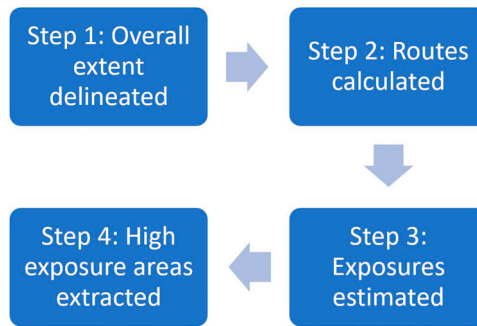 Step 1: Overall
extent
delineated
Step 2: Routes
calculated
Step 3:
Exposures
estimated
Step 4: High
exposure areas
extracted